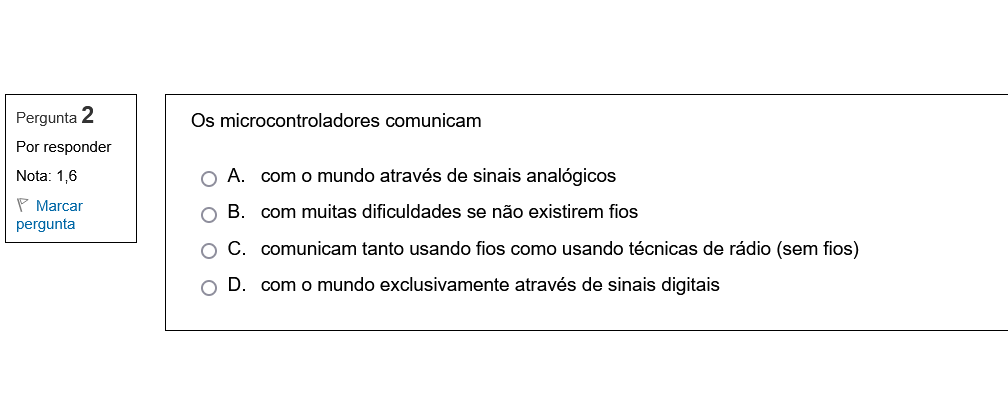 Pergunta 2
Por responder
Nota: 1,6
Marcar
pergunta
Os microcontroladores comunicam
A. com o mundo através de sinais analógicos
B. com muitas dificuldades se não existirem fios
C. comunicam tanto usando fios como usando técnicas de rádio (sem fios)
D. com o mundo exclusivamente através de sinais digitais